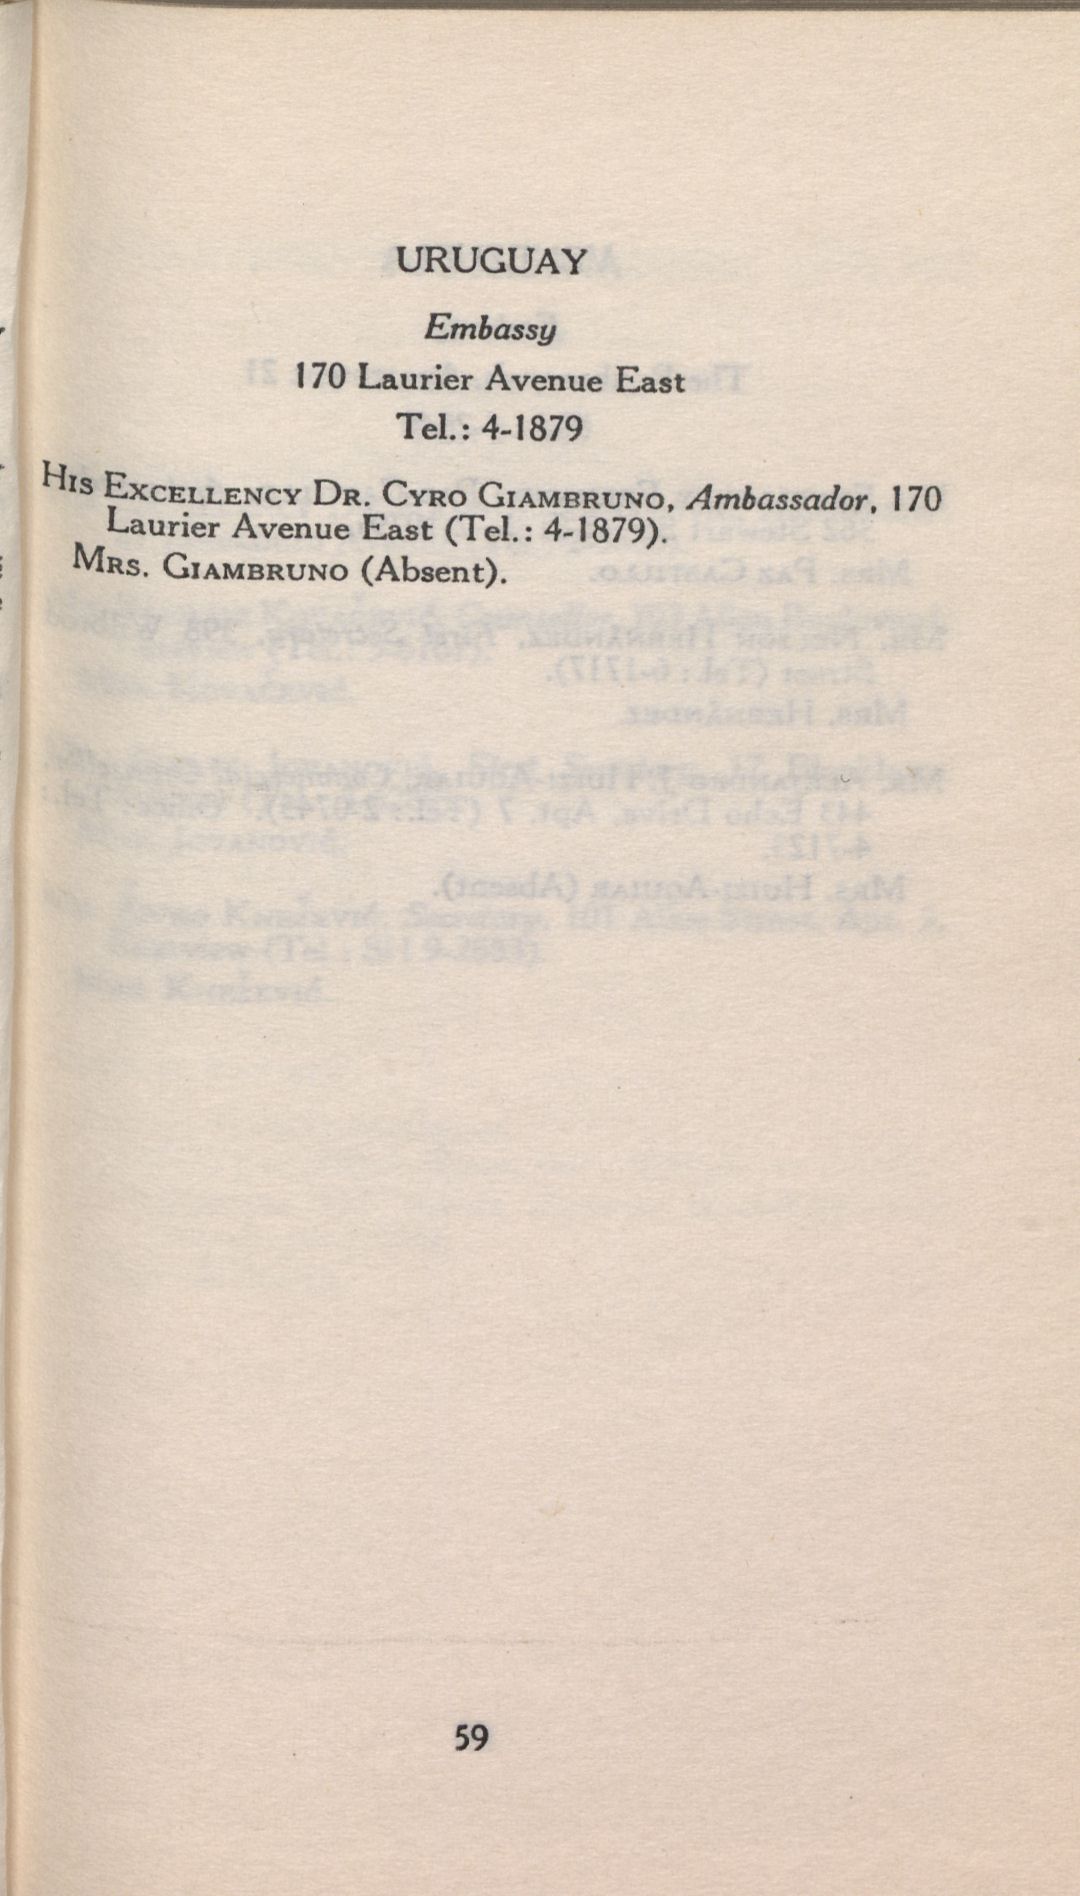 URUGUAY
Embassy
170 Laurier Avenue East
Tel.: 4-1879
HIS EXCELLENCY DR. CYRO GIAMBRUNO, Ambassador, 170
Laurier Avenue East (Tel.: 4-1879).
MRS. GIAMBRUNO (Absent).
59